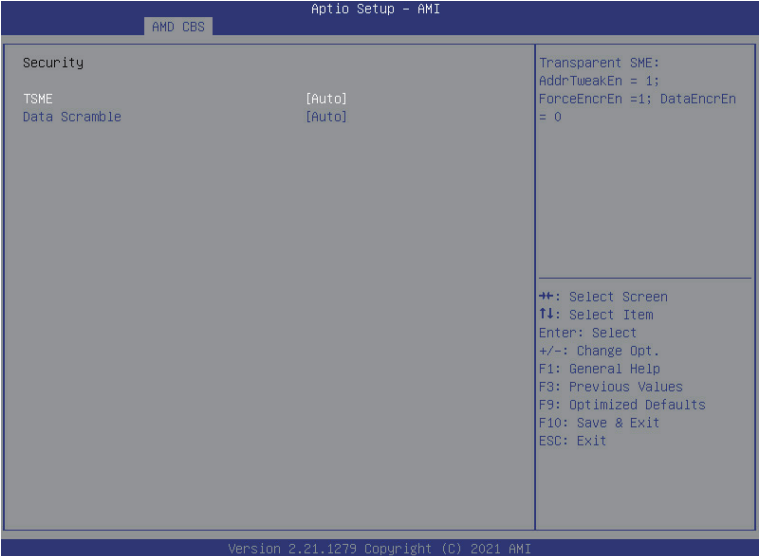 Aptio Setup – AMI
AMD CBS
Security
TSME [Auto]
Data Scramble [Auto]
Transparent SME:
AddrTweakEn = 1;
ForceEncrEn =1; DataEncrEn
= 0
→←: Select Screen
↑↓: Select Item
Enter: Select
+/-: Change Opt.
F1: General Help
F3: Previous Values
F9: Optimized Defaults
F10: Save & Exit
ESC: Exit
Version 2.21.1279 Copyright (C) 2021 AMI